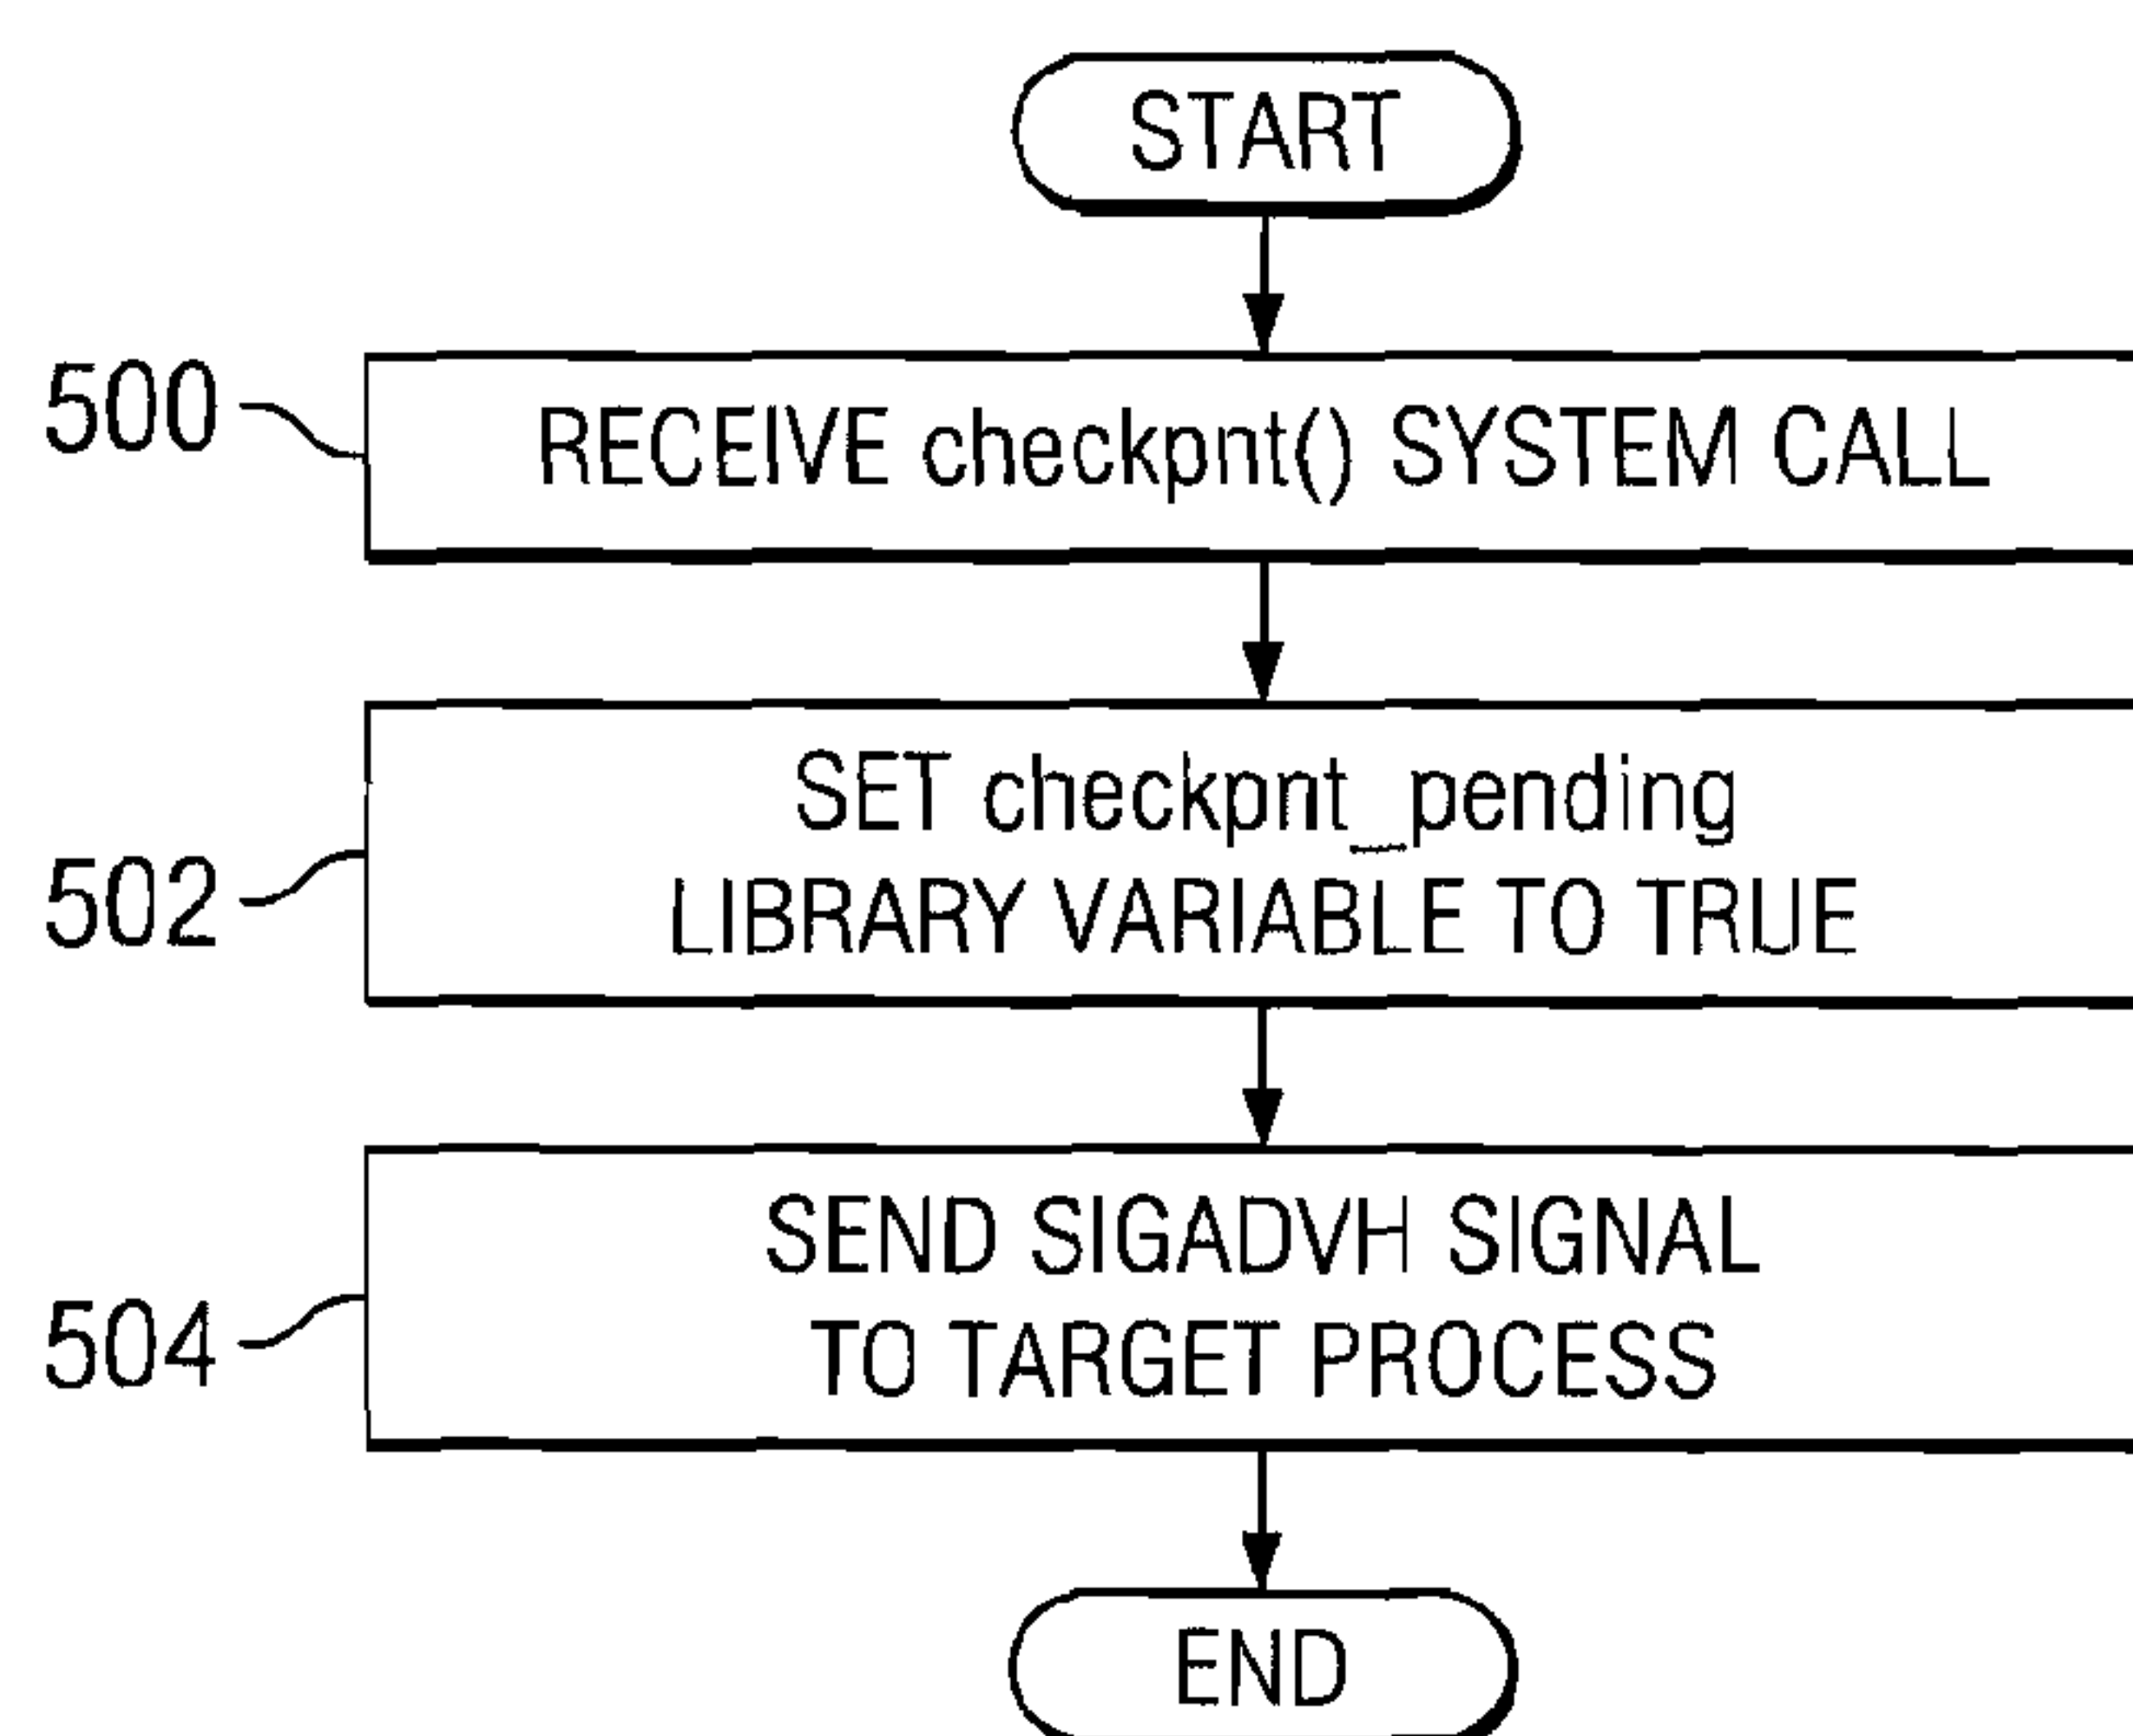 START
500
RECEIVE checkpnt() SYSTEM CALL
SET checkpnt_pending
LIBRARY VARIABLE TO TRUE
502
SEND SIGADVH SIGNAL
TO TARGET PROCESS
504
END